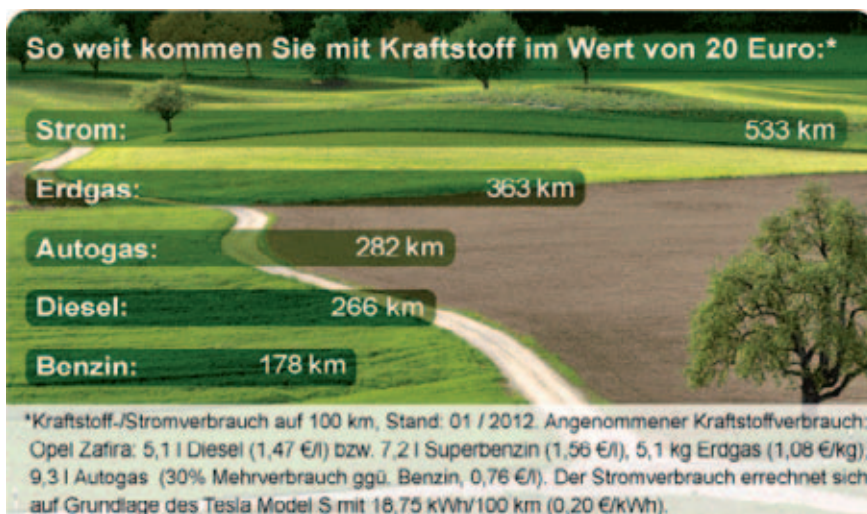 So weit kommen Sie mit Kraftstoff im Wert von 20 Euro:*
Strom: 533 km
Erdgas: 363 km
Autogas: 282 km
Diesel: 266 km
Benzin: 178 km
*Kraftstoff-/Stromverbrauch auf 100 km, Stand: 01 / 2012. Angenommener Kraftstoffverbrauch:
Opel Zafira: 5,1 l Diesel (1,47 €/l) bzw. 7,2 l Superbenzin (1,56 €/l), 5,1 kg Erdgas (1,08 €/kg),
9,3 l Autogas (30% Mehrverbrauch ggü. Benzin, 0,76 €/l). Der Stromverbrauch errechnet sich
auf Grundlage des Tesla Model S mit 18,75 kWh/100 km (0,20 €/kWh).